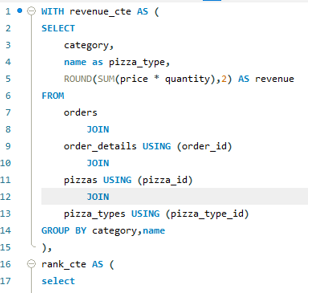 1 WITH revenue_cte AS (
2 SELECT
3 category,
4 name as pizza_type,
5 ROUND(SUM(price * quantity),2) AS revenue
6 FROM
7 orders
8 JOIN
9 order_details USING (order_id)
10 JOIN
11 pizzas USING (pizza_id)
12 JOIN
13 pizza_types USING (pizza_type_id)
14 GROUP BY category,name
15 ),
16 rank_cte AS (
17 select